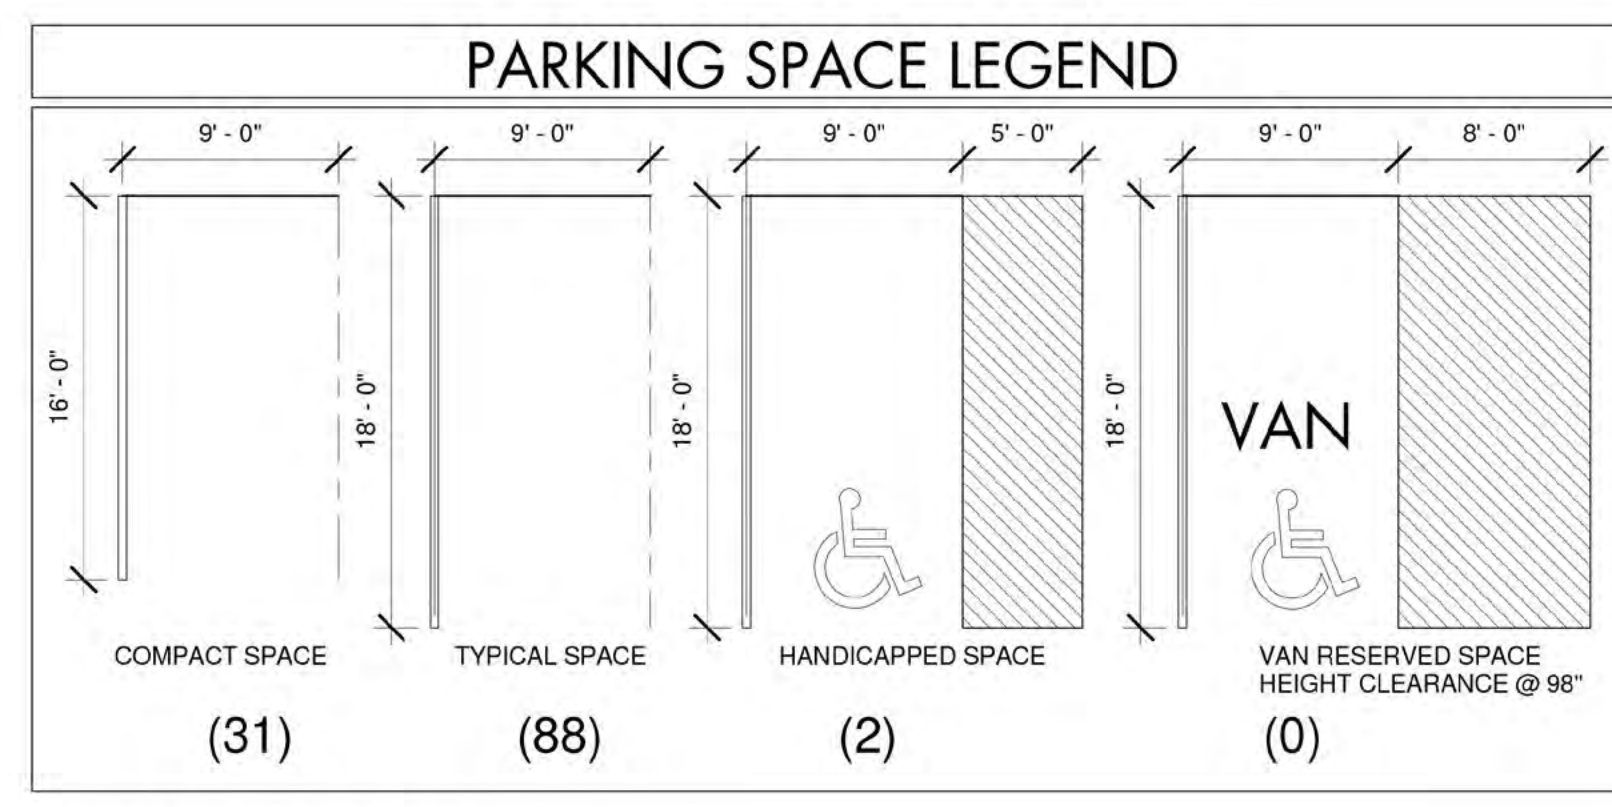 PARKING SPACE LEGEND
9' - 0"
9' - 0"
9' - 0"
5' - 0"
9' - 0"
8' - 0"
16' - 0"
18' - 0"
18' - 0"
18' - 0"
VAN
COMPACT SPACE
TYPICAL SPACE
HANDICAPPED SPACE
VAN RESERVED SPACE
HEIGHT CLEARANCE @ 98"
(31)
(88)
(2)
(0)